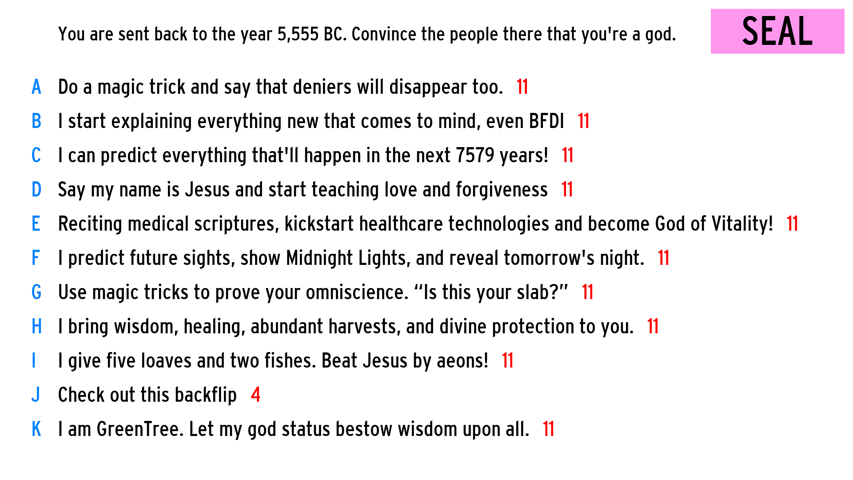 You are sent back to the year 5,555 BC. Convince the people there that you're a god.
SEAL
A Do a magic trick and say that deniers will disappear too. 11
B I start explaining everything new that comes to mind, even BFDI 11
C I can predict everything that'll happen in the next 7579 years! 11
D Say my name is Jesus and start teaching love and forgiveness 11
E Reciting medical scriptures, kickstart healthcare technologies and become God of Vitality! 11
F I predict future sights, show Midnight Lights, and reveal tomorrow's night. 11
G Use magic tricks to prove your omniscience. “Is this your slab?” 11
H I bring wisdom, healing, abundant harvests, and divine protection to you. 11
I I give five loaves and two fishes. Beat Jesus by aeons! 11
J Check out this backflip 4
K I am GreenTree. Let my god status bestow wisdom upon all. 11